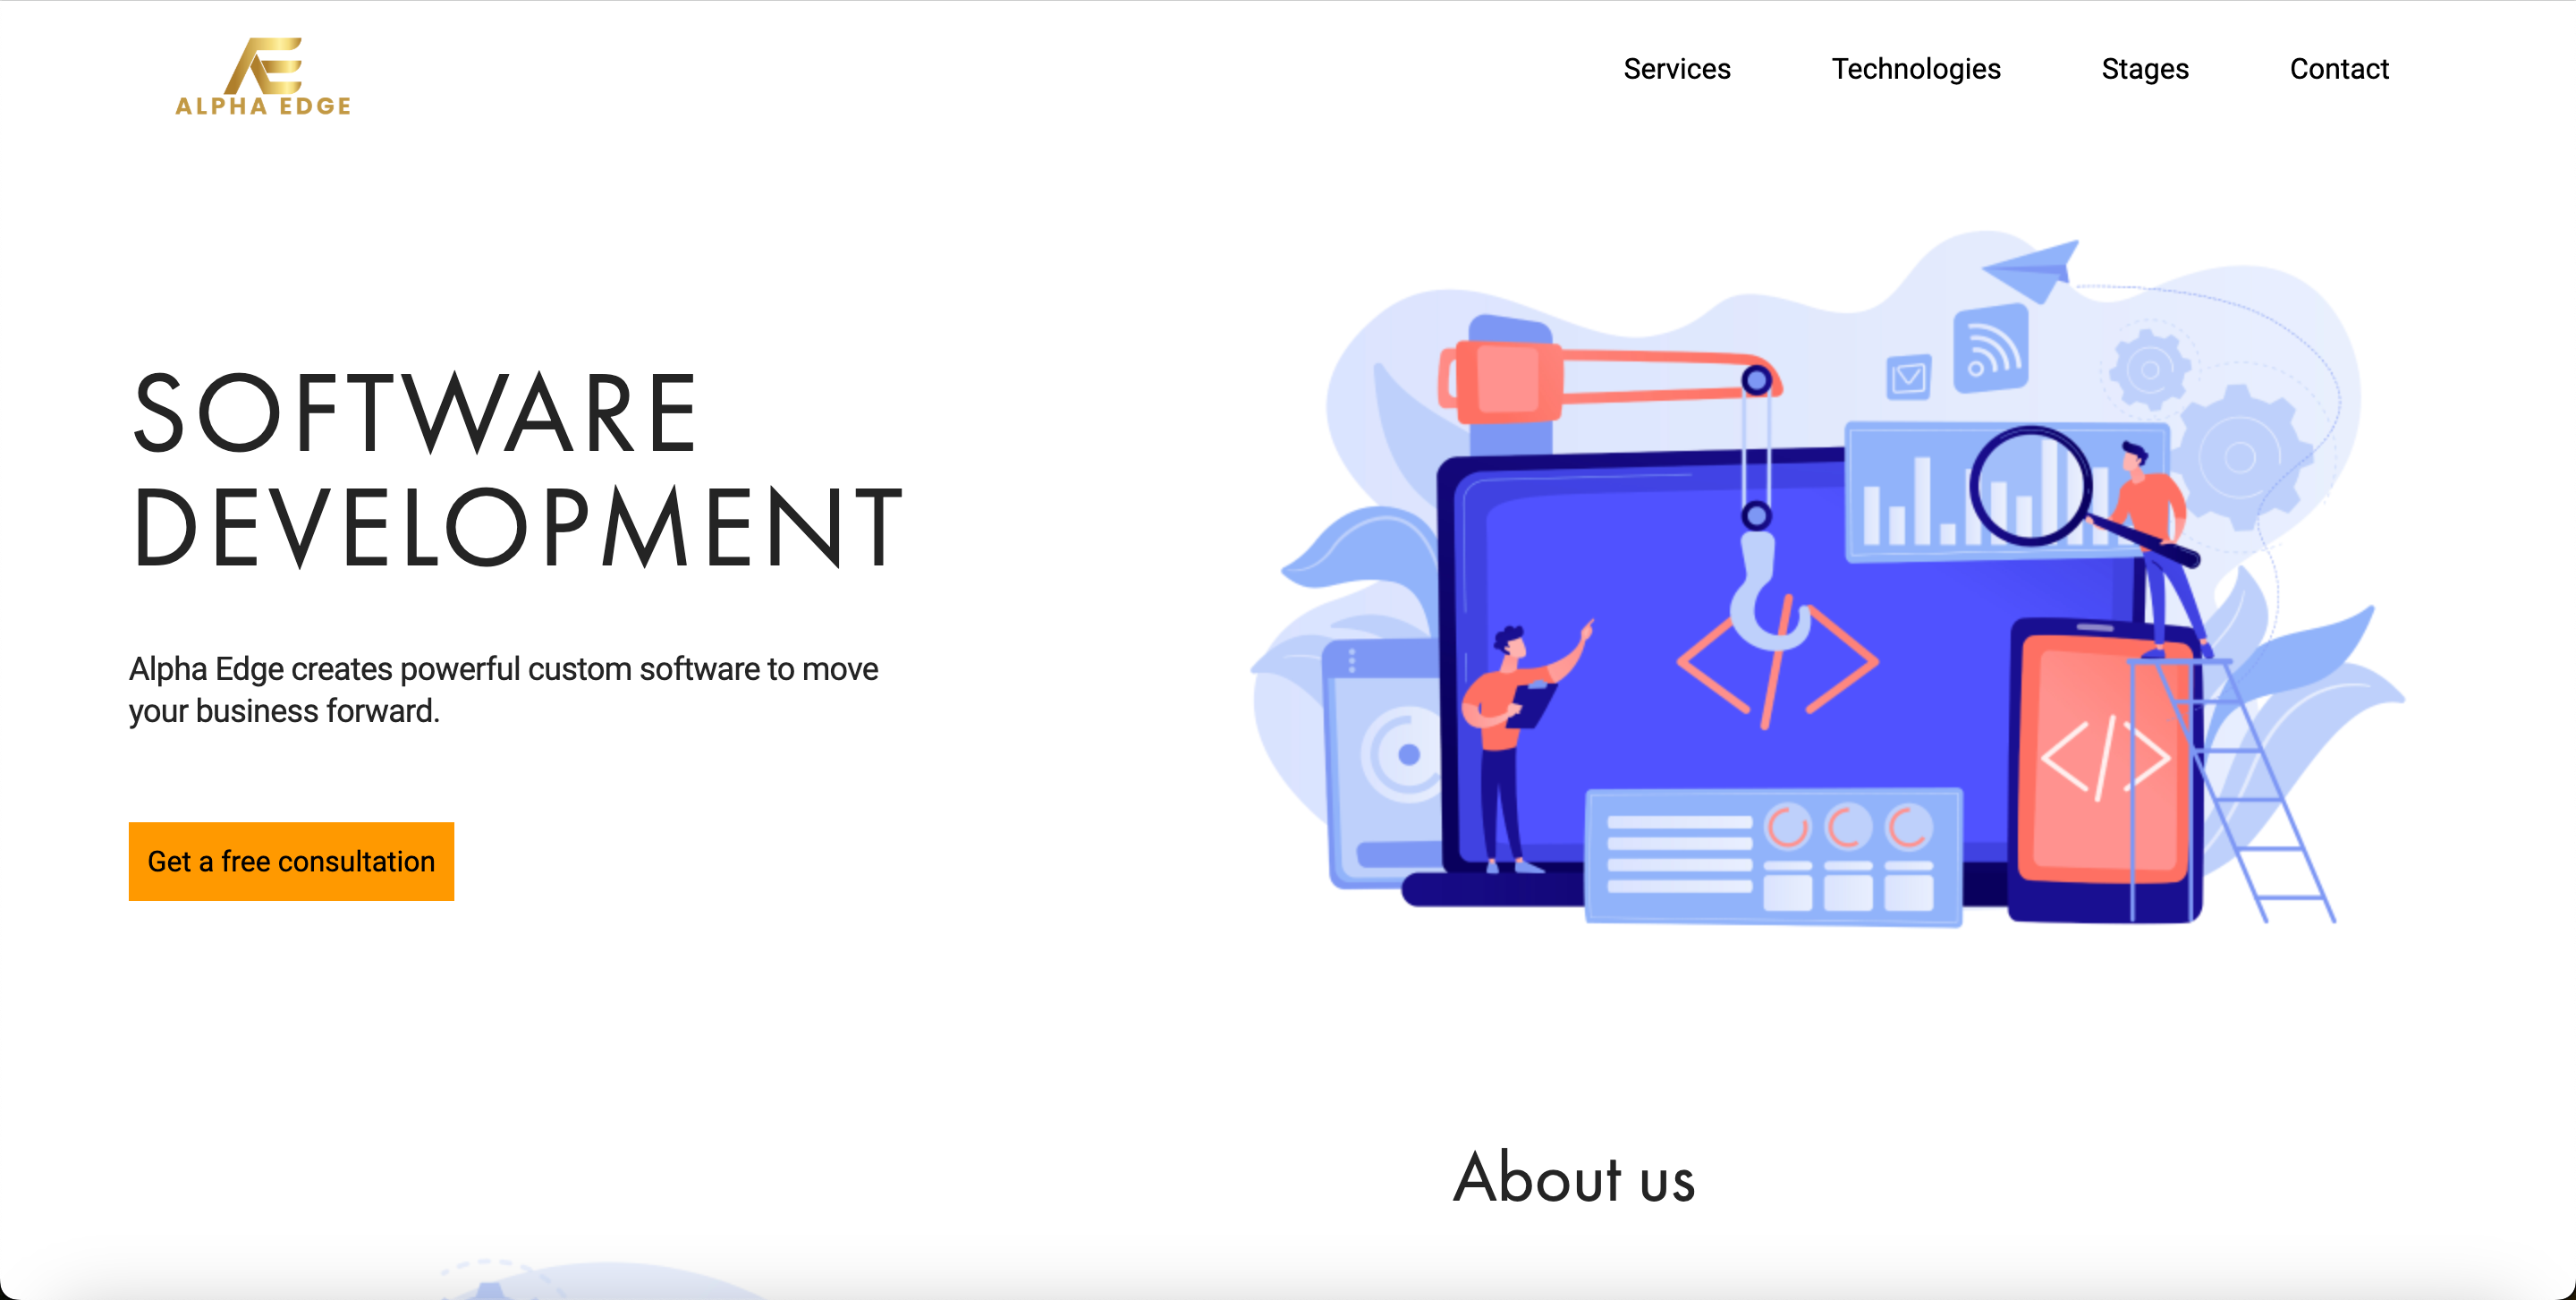 ALPHA EDGE
Services
Technologies
Stages
Contact
SOFTWARE
DEVELOPMENT
Alpha Edge creates powerful custom software to move
your business forward.
Get a free consultation
About us